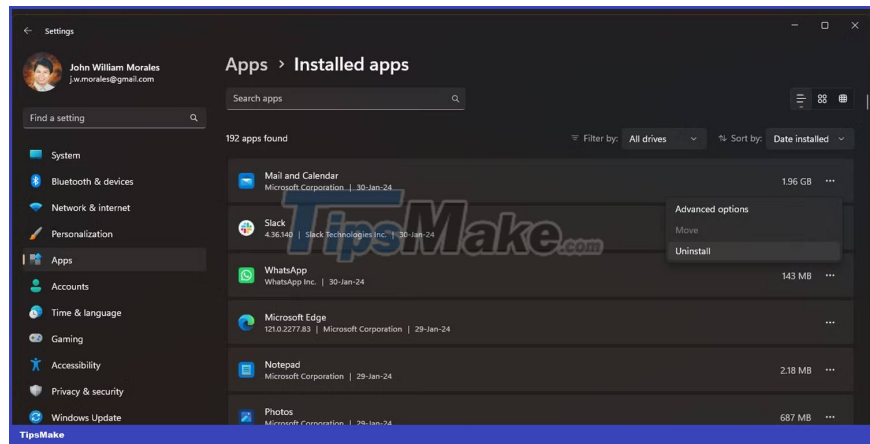 Settings
John William Morales
j.w.morales@gmail.com
Find a setting
System
Bluetooth & devices
Network & internet
Personalization
Apps
Accounts
Time & language
Gaming
Accessibility
Privacy & security
Windows Update
Apps > Installed apps
Search apps
192 apps found
Filter by: All drives
Sort by: Date installed
Mail and Calendar
Microsoft Corporation | 30-Jan-24
1.96 GB
Advanced options
Move
Uninstall
Slack
4.36.140 | Slack Technologies Inc. | 30-Jan-24
WhatsApp
WhatsApp Inc. | 30-Jan-24
143 MB
Microsoft Edge
121.0.2277.83 | Microsoft Corporation | 29-Jan-24
Notepad
Microsoft Corporation | 29-Jan-24
2.18 MB
Photos
Microsoft Corporation | 29-Jan-24
687 MB
TipsMake.com
TipsMake